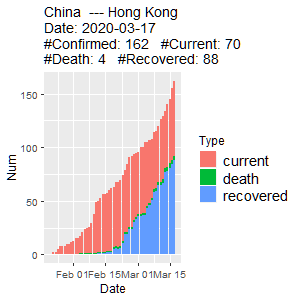 China  --- Hong Kong
Date: 2020-03-17
#Confirmed: 162   #Current: 70
#Death: 4   #Recovered: 88
150
100
50
0
Num
Feb 01
Feb 15
Mar 01
Mar 15
Date
Type
current
death
recovered